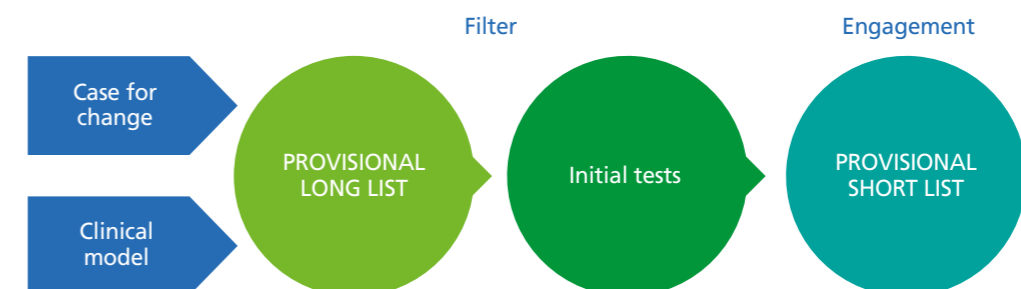 Filter
Engagement
Case for
change
PROVISIONAL
LONG LIST
Initial tests
PROVISIONAL
SHORT LIST
Clinical
model